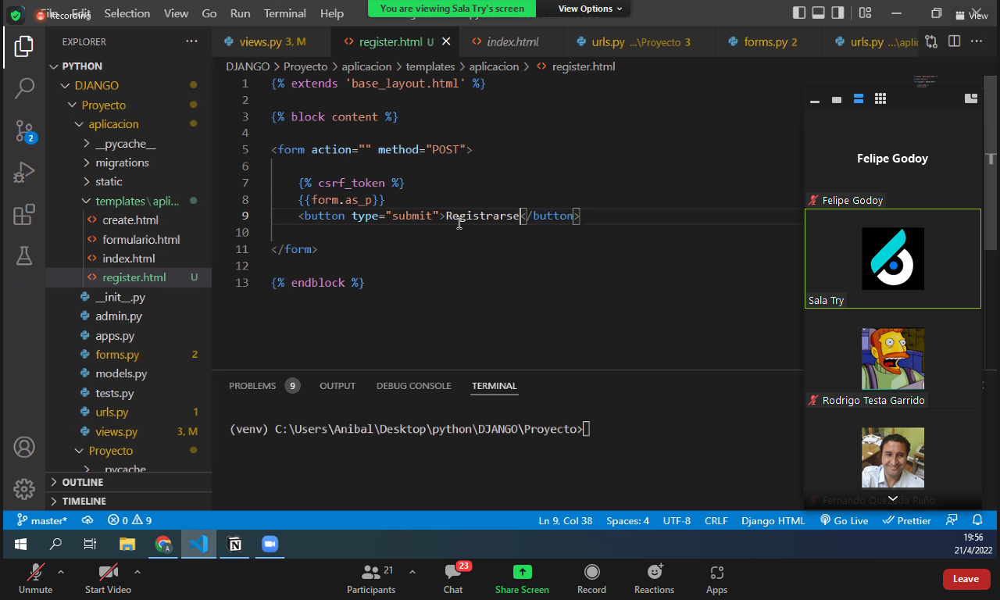 Recording
File Edit Selection View Go Run Terminal Help
You are viewing Sala Try's screen
View Options
View
EXPLORER
views.py 3, M
register.html U
index.html
urls.py ...\Proyecto 3
forms.py 2
urls.py ...\aplic
PYTHON
DJANGO
Proyecto
aplicacion
__pycache__
migrations
static
templates\apli...
create.html
formulario.html
index.html
register.html U
__init__.py
admin.py
apps.py
forms.py 2
models.py
tests.py
urls.py 1
views.py 3, M
Proyecto
__pycache__
OUTLINE
TIMELINE
2
DJANGO > Proyecto > aplicacion > templates > aplicacion > register.html
1 {% extends 'base_layout.html' %}
2
3 {% block content %}
4
5 <form action="" method="POST">
6
7 {% csrf_token %}
8 {{form.as_p}}
9 <button type="submit">Registrarse</button>
10
11 </form>
12
13 {% endblock %}
PROBLEMS 9 OUTPUT DEBUG CONSOLE TERMINAL
(venv) C:\Users\Anibal\Desktop\python\DJANGO\Proyecto>
Felipe Godoy
Felipe Godoy
Sala Try
Rodrigo Testa Garrido
Fernando Quezada Puño
master* 0 9 Ln 9, Col 38 Spaces: 4 UTF-8 CRLF Django HTML Go Live Prettier
19:56
21/4/2022
21
23
Unmute Start Video Participants Chat Share Screen Record Reactions Apps Leave